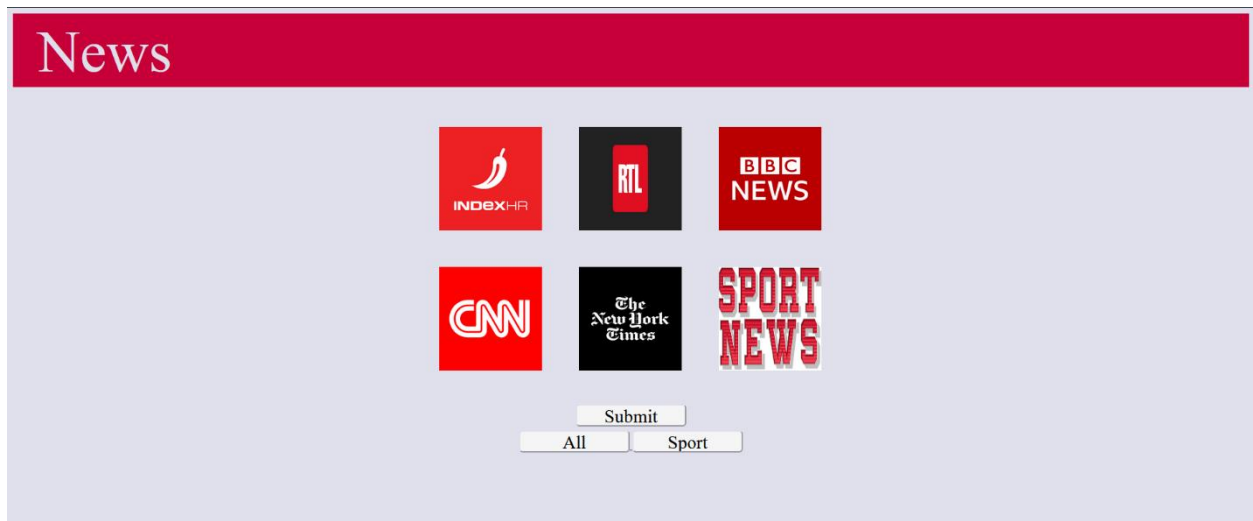 News
INDEXHR
RTL
BBC
NEWS
CNN
The
New York
Times
SPORT
NEWS
Submit
All
Sport